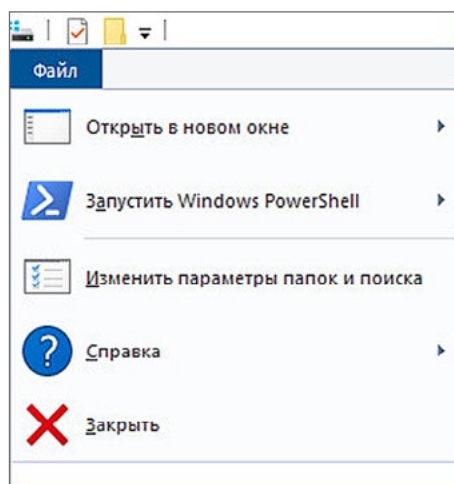 Файл
Открыть в новом окне
Запустить Windows PowerShell
Изменить параметры папок и поиска
Справка
Закрыть